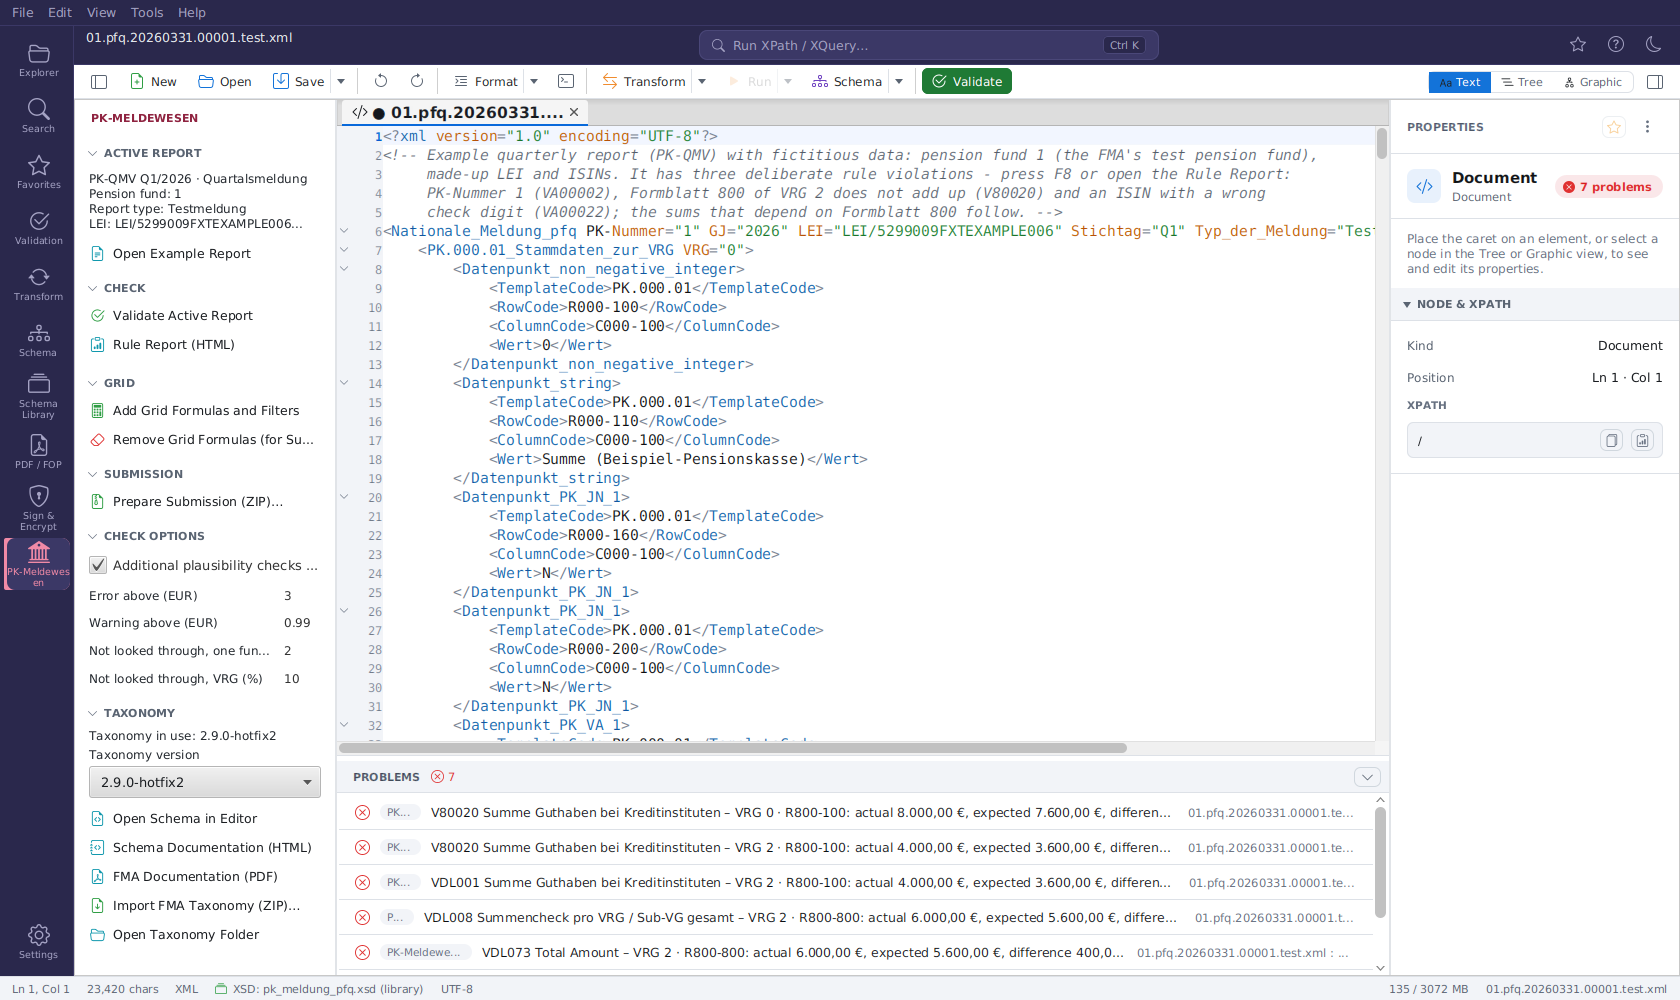 File Edit View Tools Help
01.pfq.20260331.00001.test.xml
Run XPath / XQuery... Ctrl K
New Open Save Format Transform Run Schema Validate
Aa Text Tree Graphic
Explorer
Search
Favorites
Validation
Transform
Schema
Schema
Library
PDF / FOP
Sign &
Encrypt
PK-Meldewes
en
Settings
PK-MELDEWESEN
ACTIVE REPORT
PK-QMV Q1/2026 · Quartalsmeldung
Pension fund: 1
Report type: Testmeldung
LEI: LEI/5299009FXTEXAMPLE006...
Open Example Report
CHECK
Validate Active Report
Rule Report (HTML)
GRID
Add Grid Formulas and Filters
Remove Grid Formulas (for Su...
SUBMISSION
Prepare Submission (ZIP)...
CHECK OPTIONS
Additional plausibility checks ...
Error above (EUR) 3
Warning above (EUR) 0.99
Not looked through, one fun... 2
Not looked through, VRG (%) 10
TAXONOMY
Taxonomy in use: 2.9.0-hotfix2
Taxonomy version
2.9.0-hotfix2
Open Schema in Editor
Schema Documentation (HTML)
FMA Documentation (PDF)
Import FMA Taxonomy (ZIP)...
Open Taxonomy Folder
</> ● 01.pfq.20260331.... ×
1 <?xml version="1.0" encoding="UTF-8"?>
2 <!-- Example quarterly report (PK-QMV) with fictitious data: pension fund 1 (the FMA's test pension fund),
3 made-up LEI and ISINs. It has three deliberate rule violations - press F8 or open the Rule Report:
4 PK-Nummer 1 (VA00002), Formblatt 800 of VRG 2 does not add up (V80020) and an ISIN with a wrong
5 check digit (VA00022); the sums that depend on Formblatt 800 follow. -->
6 <Nationale_Meldung_pfq PK-Nummer="1" GJ="2026" LEI="LEI/5299009FXTEXAMPLE006" Stichtag="Q1" Typ_der_Meldung="Tes
7 <PK.000.01_Stammdaten_zur_VRG VRG="0">
8 <Datenpunkt_non_negative_integer>
9 <TemplateCode>PK.000.01</TemplateCode>
10 <RowCode>R000-100</RowCode>
11 <ColumnCode>C000-100</ColumnCode>
12 <Wert>0</Wert>
13 </Datenpunkt_non_negative_integer>
14 <Datenpunkt_string>
15 <TemplateCode>PK.000.01</TemplateCode>
16 <RowCode>R000-110</RowCode>
17 <ColumnCode>C000-100</ColumnCode>
18 <Wert>Summe (Beispiel-Pensionskasse)</Wert>
19 </Datenpunkt_string>
20 <Datenpunkt_PK_JN_1>
21 <TemplateCode>PK.000.01</TemplateCode>
22 <RowCode>R000-160</RowCode>
23 <ColumnCode>C000-100</ColumnCode>
24 <Wert>N</Wert>
25 </Datenpunkt_PK_JN_1>
26 <Datenpunkt_PK_JN_1>
27 <TemplateCode>PK.000.01</TemplateCode>
28 <RowCode>R000-200</RowCode>
29 <ColumnCode>C000-100</ColumnCode>
30 <Wert>N</Wert>
31 </Datenpunkt_PK_JN_1>
32 <Datenpunkt_PK_VA_1>
PROBLEMS 7
PK... V80020 Summe Guthaben bei Kreditinstituten – VRG 0 · R800-100: actual 8.000,00 €, expected 7.600,00 €, differen... 01.pfq.20260331.00001.te...
PK... V80020 Summe Guthaben bei Kreditinstituten – VRG 2 · R800-100: actual 4.000,00 €, expected 3.600,00 €, differen... 01.pfq.20260331.00001.te...
PK... VDL001 Summe Guthaben bei Kreditinstituten – VRG 2 · R800-100: actual 4.000,00 €, expected 3.600,00 €, differen... 01.pfq.20260331.00001.te...
P... VDL008 Summencheck pro VRG / Sub-VG gesamt – VRG 2 · R800-800: actual 6.000,00 €, expected 5.600,00 €, differe... 01.pfq.20260331.00001.t...
PK-Meldewe... VDL073 Total Amount – VRG 2 · R800-800: actual 6.000,00 €, expected 5.600,00 €, difference 400,0... 01.pfq.20260331.00001.test.xml : ...
PROPERTIES
Document
Document
7 problems
Place the caret on an element, or select a
node in the Tree or Graphic view, to see
and edit its properties.
NODE & XPATH
Kind Document
Position Ln 1 · Col 1
XPATH
/
Ln 1, Col 1 23,420 chars XML XSD: pk_meldung_pfq.xsd (library) UTF-8 135 / 3072 MB 01.pfq.20260331.00001.test.xml